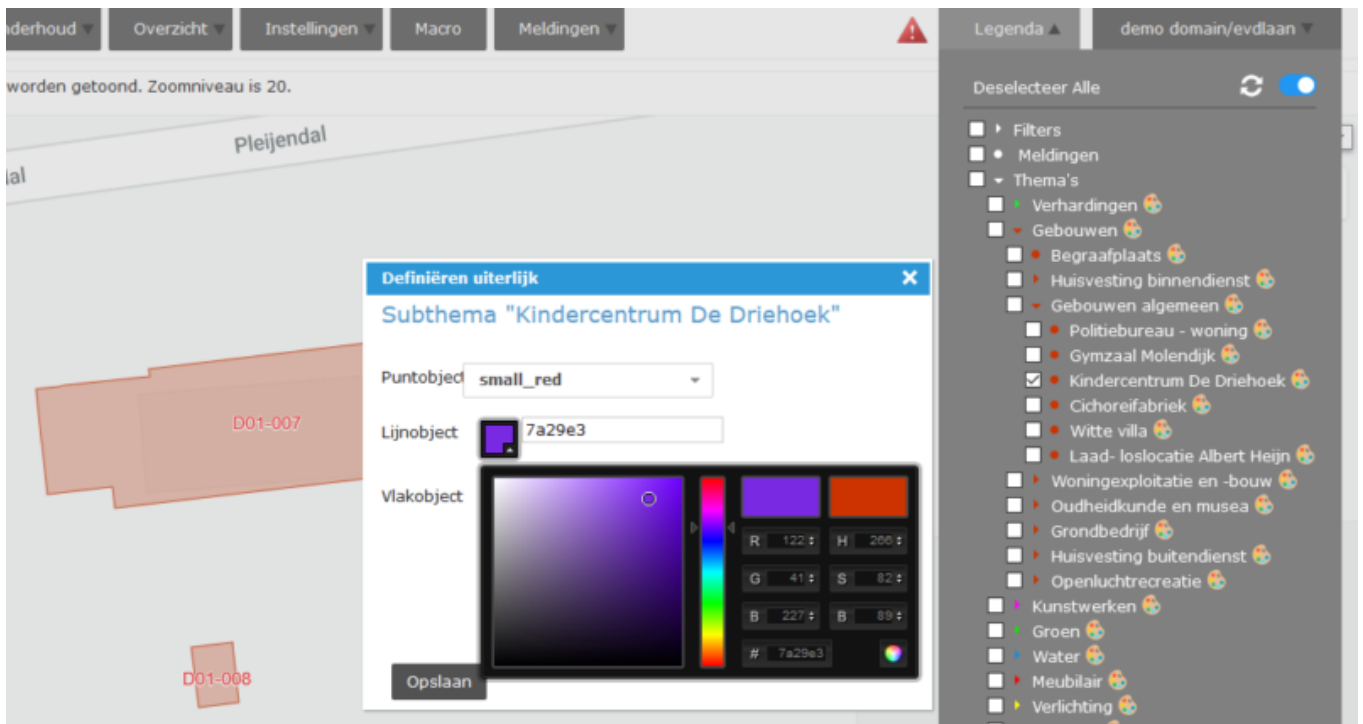 nderhoud
Overzicht
Instellingen
Macro
Meldingen
Legenda
demo domain/evdlaan
worden getoond. Zoomniveau is 20.
Deselecteer Alle
Pleijendal
dal
D01-007
D01-008
Filters
Meldingen
Thema's
Verhardingen
Gebouwen
Begraafplaats
Huisvesting binnendienst
Gebouwen algemeen
Politiebureau - woning
Gymzaal Molendijk
Kindercentrum De Driehoek
Cichoreifabriek
Witte villa
Laad- loslocatie Albert Heijn
Woningexploitatie en -bouw
Oudheidkunde en musea
Grondbedrijf
Huisvesting buitendienst
Openluchtrecreatie
Kunstwerken
Groen
Water
Meubilair
Verlichting
Definiëren uiterlijk
Subthema "Kindercentrum De Driehoek"
Puntobject small_red
Lijnobject 7a29e3
Vlakobject
R 122 H 266
G 41 S 82
B 227 B 89
# 7a29e3
Opslaan